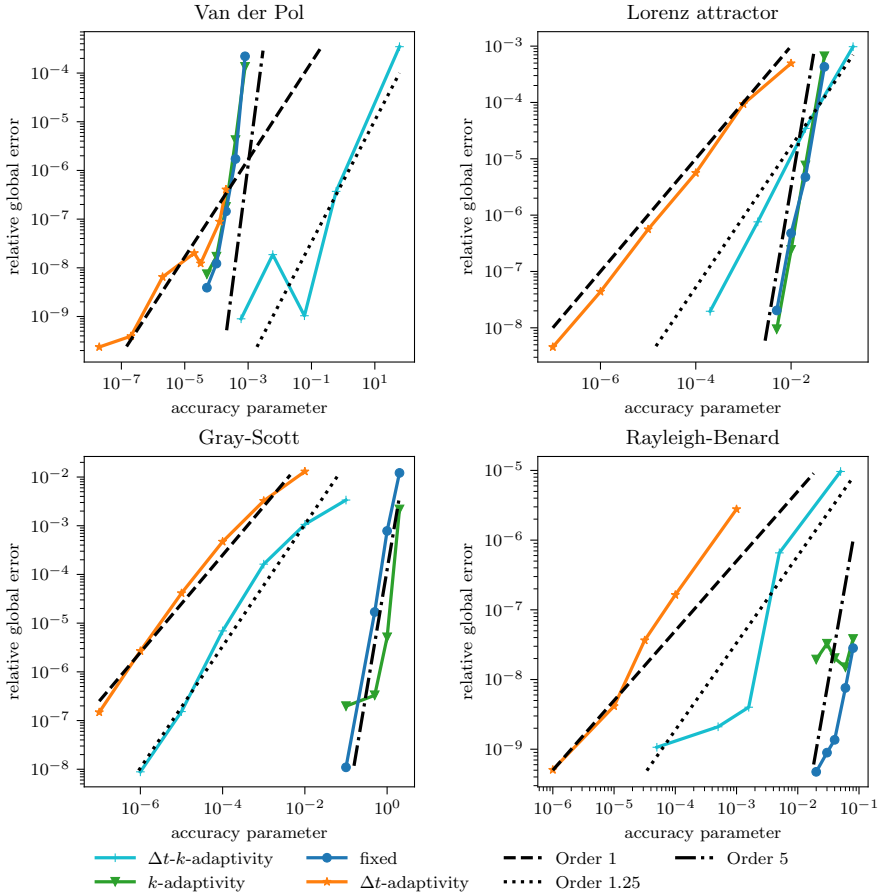 Van der Pol
relative global error
10⁻⁴
10⁻⁵
10⁻⁶
10⁻⁷
10⁻⁸
10⁻⁹
10⁻⁷ 10⁻⁵ 10⁻³ 10⁻¹ 10¹
accuracy parameter
Lorenz attractor
relative global error
10⁻³
10⁻⁴
10⁻⁵
10⁻⁶
10⁻⁷
10⁻⁸
10⁻⁶ 10⁻⁴ 10⁻²
accuracy parameter
Gray-Scott
relative global error
10⁻²
10⁻³
10⁻⁴
10⁻⁵
10⁻⁶
10⁻⁷
10⁻⁸
10⁻⁶ 10⁻⁴ 10⁻² 10⁰
accuracy parameter
Rayleigh-Benard
relative global error
10⁻⁵
10⁻⁶
10⁻⁷
10⁻⁸
10⁻⁹
10⁻⁶ 10⁻⁵ 10⁻⁴ 10⁻³ 10⁻² 10⁻¹
accuracy parameter
Δt-k-adaptivity fixed Order 1 Order 5
k-adaptivity Δt-adaptivity Order 1.25